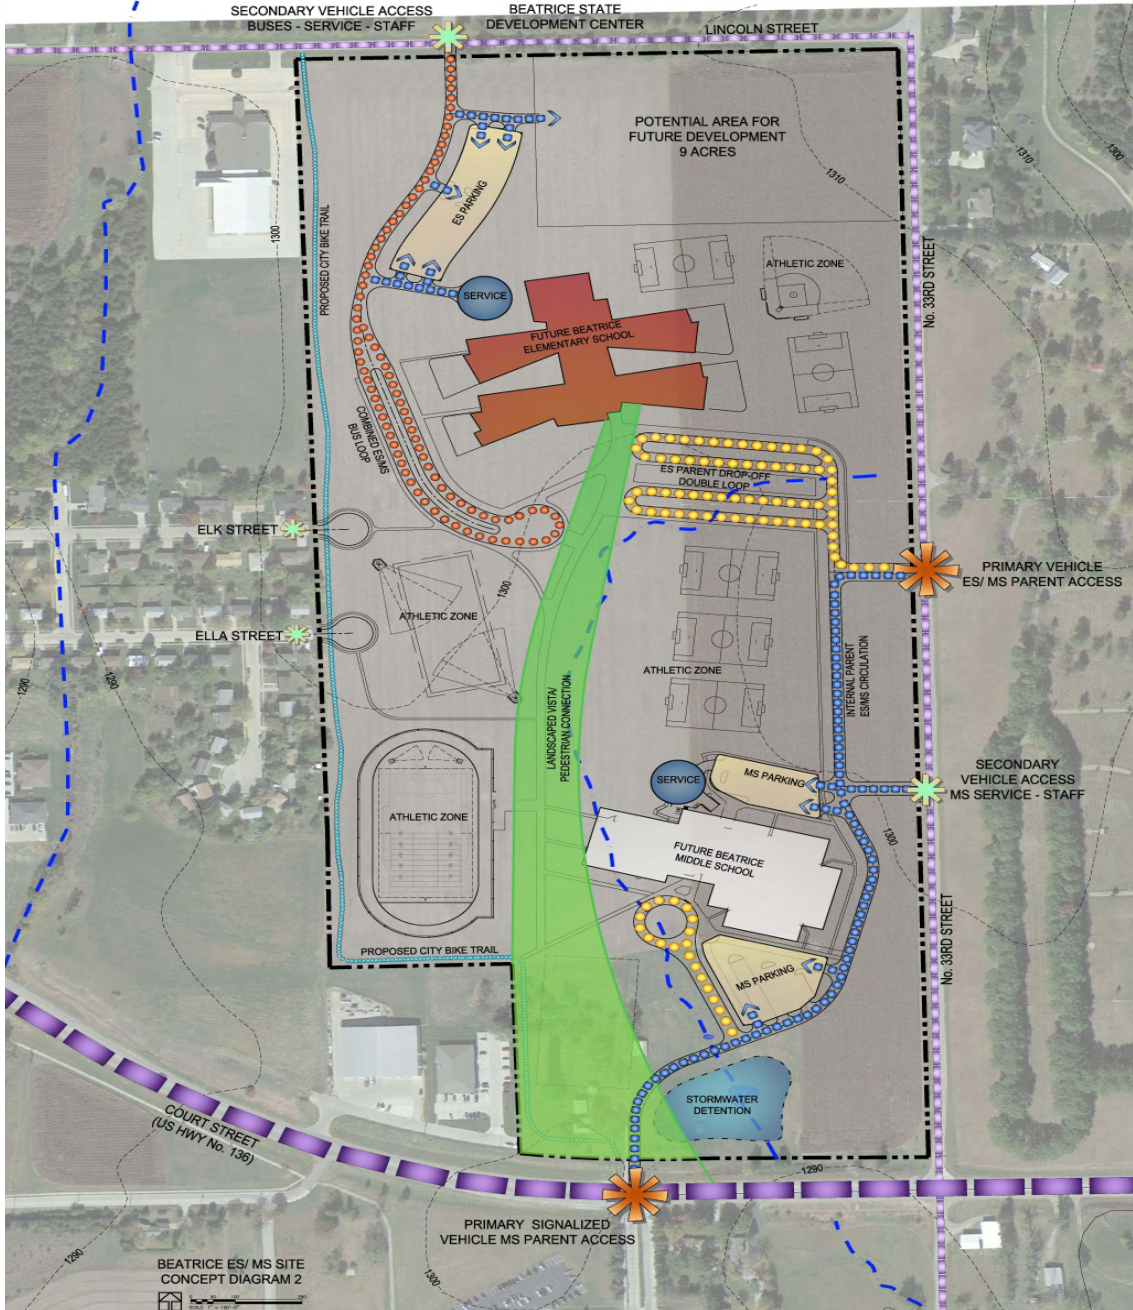 SECONDARY VEHICLE ACCESS
BUSES - SERVICE - STAFF
BEATRICE STATE
DEVELOPMENT CENTER
LINCOLN STREET
POTENTIAL AREA FOR
FUTURE DEVELOPMENT
9 ACRES
1310
1310
1300
1300
PROPOSED CITY BIKE TRAIL
ES PARKING
SERVICE
ATHLETIC ZONE
No. 33RD STREET
FUTURE BEATRICE
ELEMENTARY SCHOOL
COMBINED ES/MS
BUS LOOP
ES PARENT DROP-OFF
DOUBLE LOOP
ELK STREET
PRIMARY VEHICLE
ES/ MS PARENT ACCESS
1300
ATHLETIC ZONE
ELLA STREET
ATHLETIC ZONE
INTERNAL PARENT
ES/MS CIRCULATION
1290
1290
LANDSCAPED VISTA/
PEDESTRIAN CONNECTION
SERVICE
MS PARKING
SECONDARY
VEHICLE ACCESS
MS SERVICE - STAFF
ATHLETIC ZONE
1300
FUTURE BEATRICE
MIDDLE SCHOOL
PROPOSED CITY BIKE TRAIL
MS PARKING
No. 33RD STREET
1290
STORMWATER
DETENTION
COURT STREET
(US HWY No. 136)
1290
PRIMARY SIGNALIZED
VEHICLE MS PARENT ACCESS
1290
1300
BEATRICE ES/ MS SITE
CONCEPT DIAGRAM 2